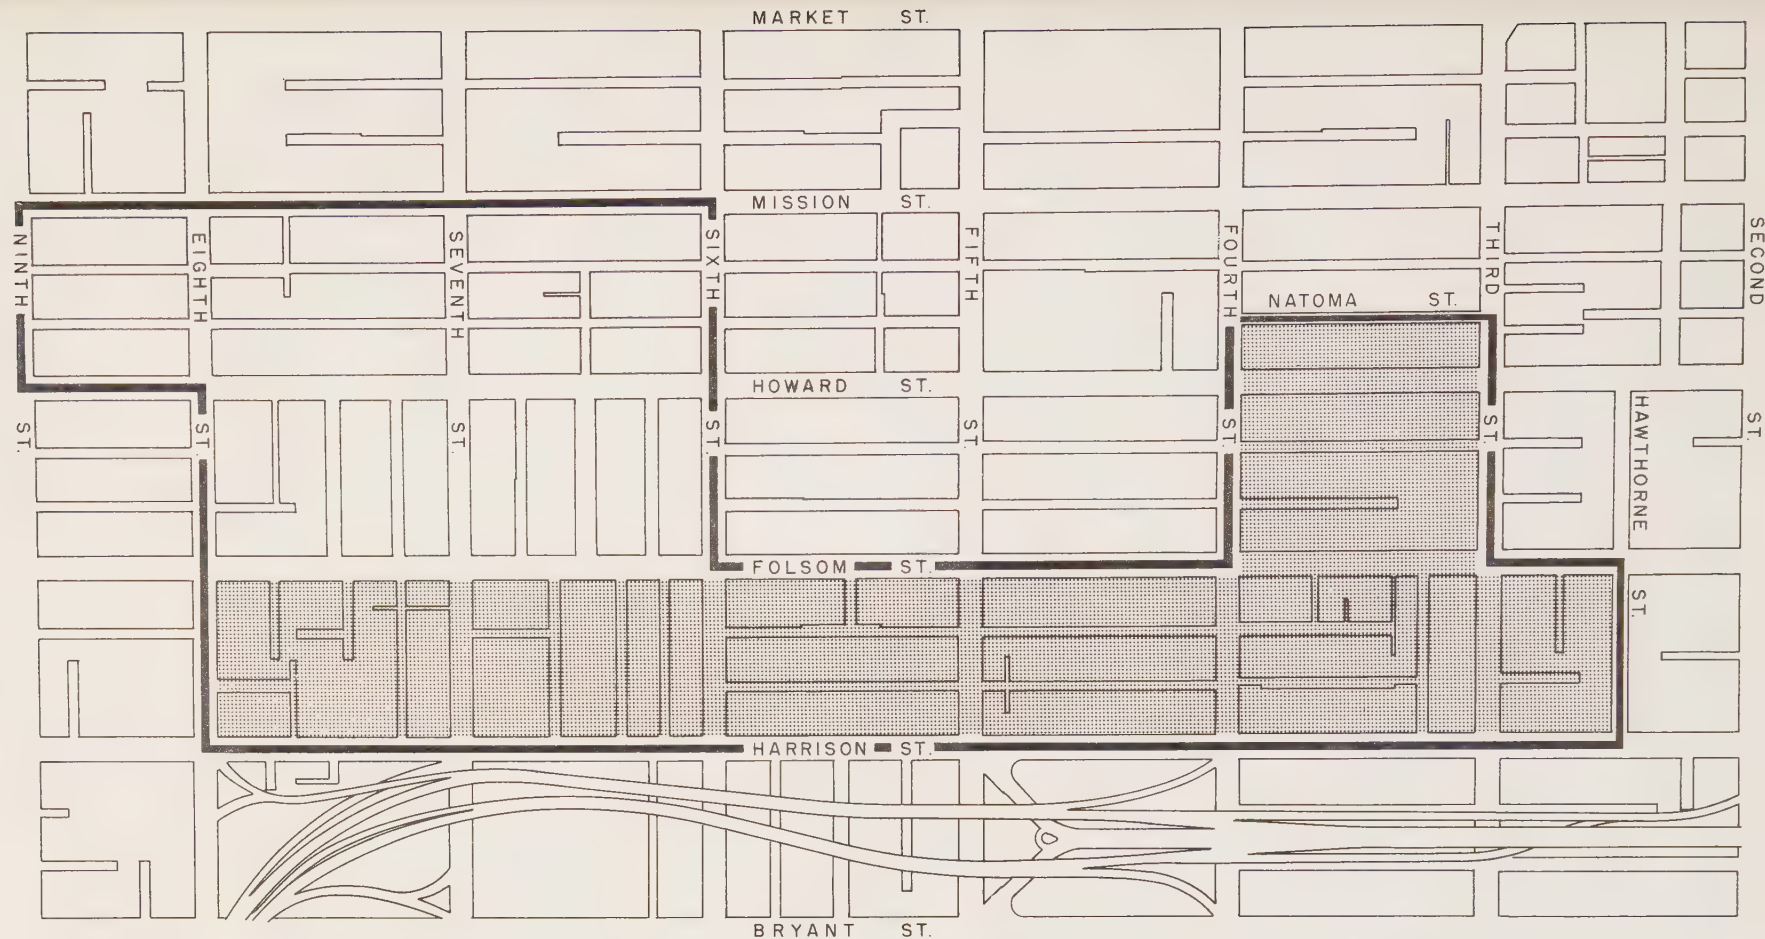 MARKET ST.
MISSION ST.
NINTH ST.
EIGHTH ST.
SEVENTH ST.
SIXTH ST.
FIFTH ST.
FOURTH ST.
THIRD ST.
SECOND ST.
NATOMA ST.
HOWARD ST.
HAWTHORNE ST.
FOLSOM ST.
HARRISON ST.
BRYANT ST.